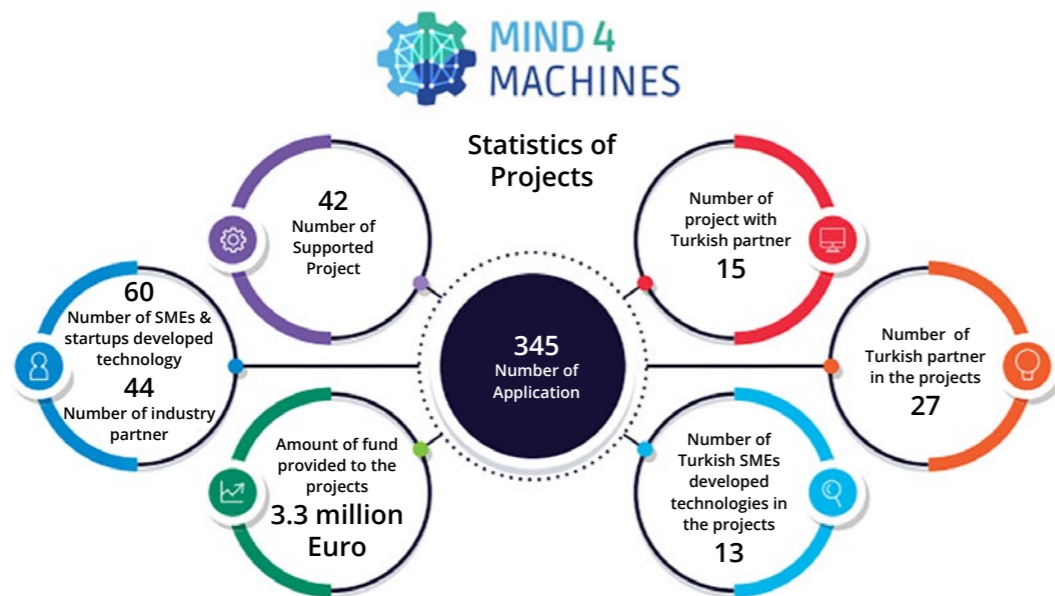 MIND 4
MACHINES
Statistics of
Projects
42
Number of
Supported
Project
Number of
project with
Turkish partner
15
60
Number of SMEs &
startups developed
technology
44
Number of industry
partner
345
Number of
Application
Number of
Turkish partner
in the projects
27
Amount of fund
provided to the
projects
3.3 million
Euro
Number of
Turkish SMEs
developed
technologies in
the projects
13